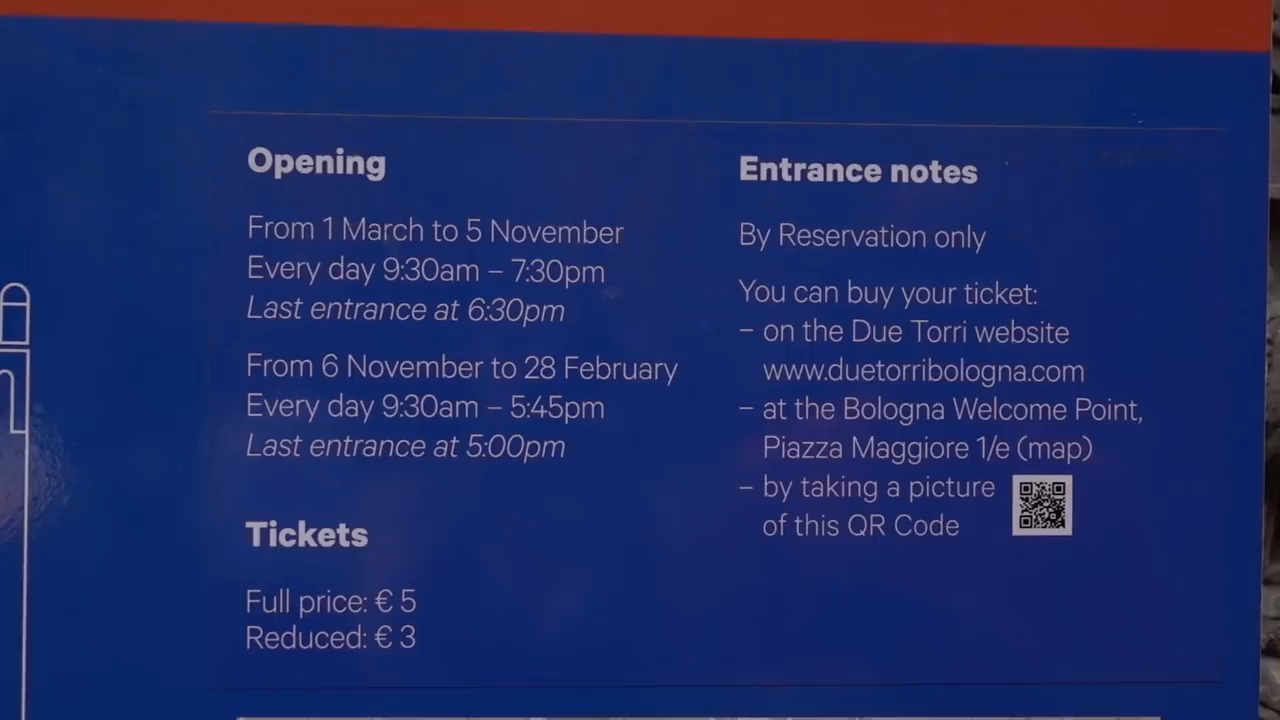 Opening
From 1 March to 5 November
Every day 9:30am – 7:30pm
Last entrance at 6:30pm
From 6 November to 28 February
Every day 9:30am – 5:45pm
Last entrance at 5:00pm
Tickets
Full price: € 5
Reduced: € 3
Entrance notes
By Reservation only
You can buy your ticket:
– on the Due Torri website
www.duetorribologna.com
– at the Bologna Welcome Point,
Piazza Maggiore 1/e (map)
– by taking a picture
of this QR Code